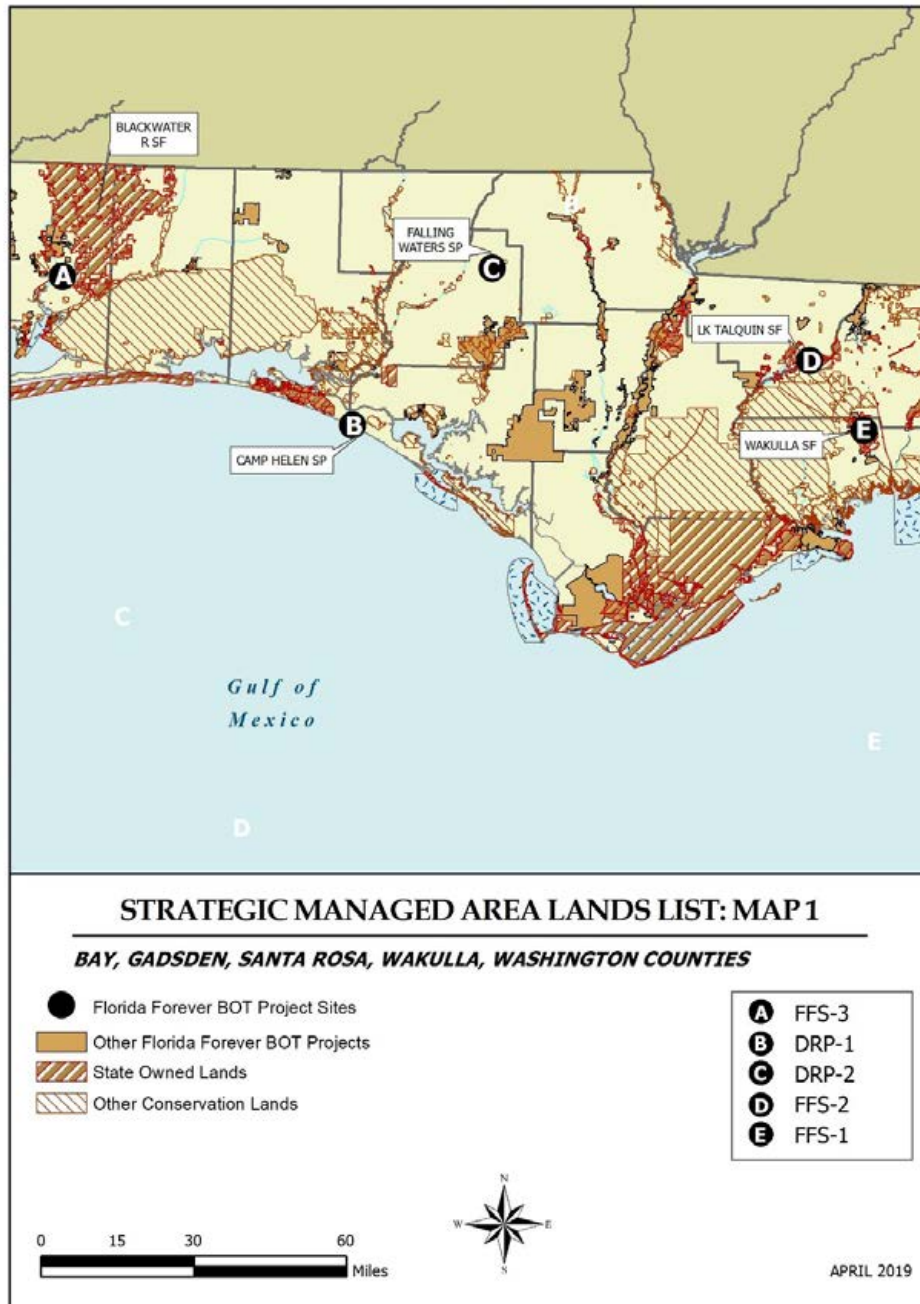 BLACKWATER
R SF
A
B
FALLING
WATERS SP
C
LK TALQUIN SF
D
B
CAMP HELEN SP
WAKULLA SF
E
C
Gulf of
Mexico
E
D
STRATEGIC MANAGED AREA LANDS LIST: MAP 1
BAY, GADSDEN, SANTA ROSA, WAKULLA, WASHINGTON COUNTIES
Florida Forever BOT Project Sites
Other Florida Forever BOT Projects
State Owned Lands
Other Conservation Lands
A FFS-3
B DRP-1
C DRP-2
D FFS-2
E FFS-1
N
W E
S
0 15 30 60
Miles
APRIL 2019